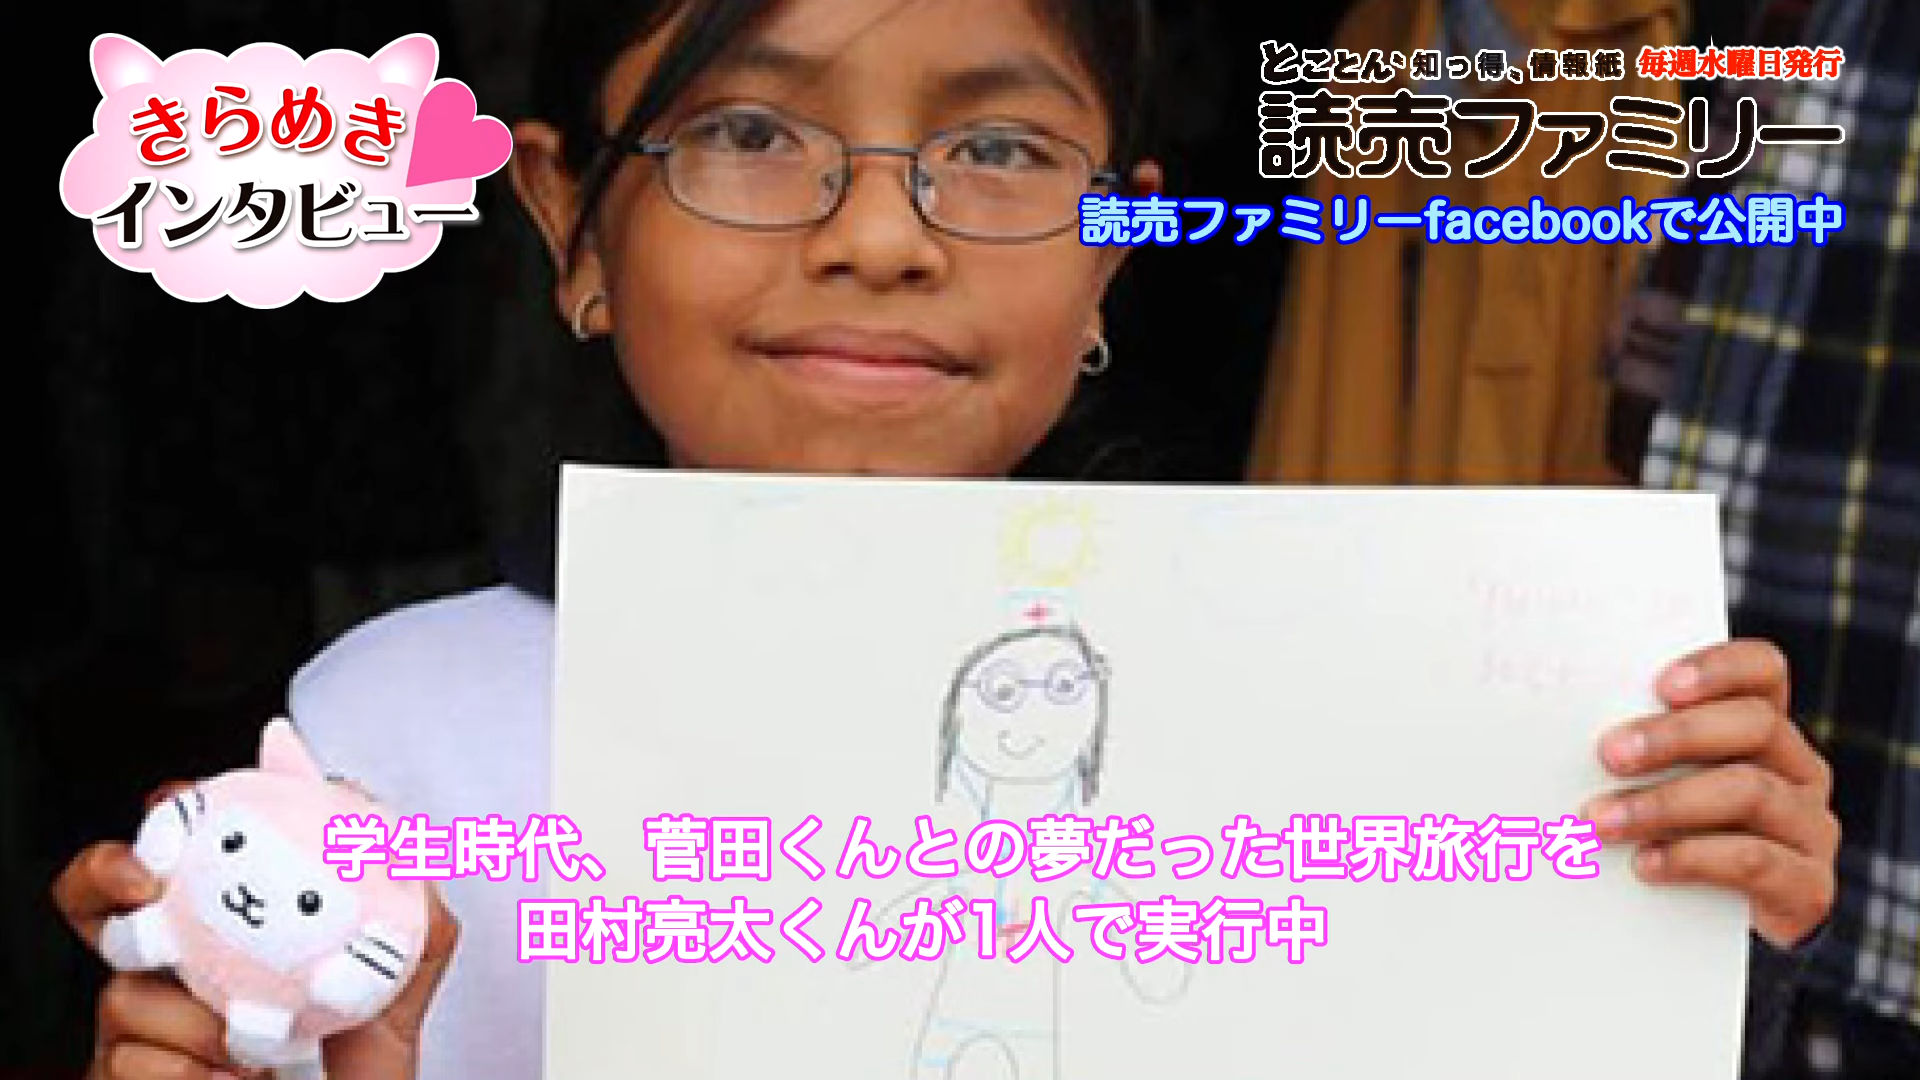 きらめき
インタビュー
とことん、知っ得、情報紙 毎週水曜日発行
読売ファミリー
読売ファミリーfacebookで公開中
学生時代、菅田くんとの夢だった世界旅行を
田村亮太くんが1人で実行中